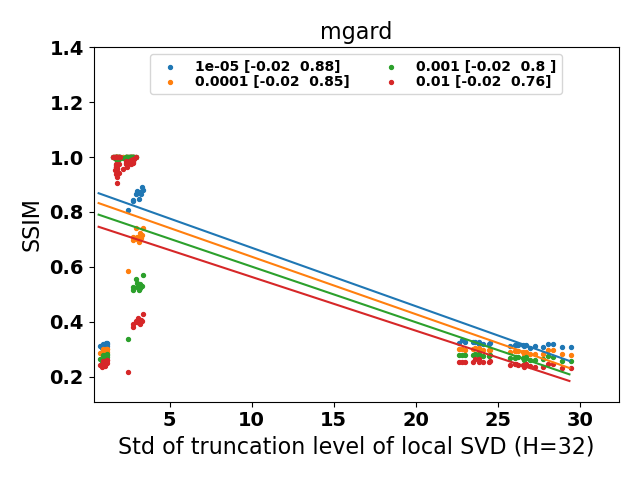 mgard
1e-05 [-0.02  0.88]
0.0001 [-0.02  0.85]
0.001 [-0.02  0.8 ]
0.01 [-0.02  0.76]
1.4
1.2
1.0
0.8
0.6
0.4
0.2
SSIM
5 10 15 20 25 30
Std of truncation level of local SVD (H=32)